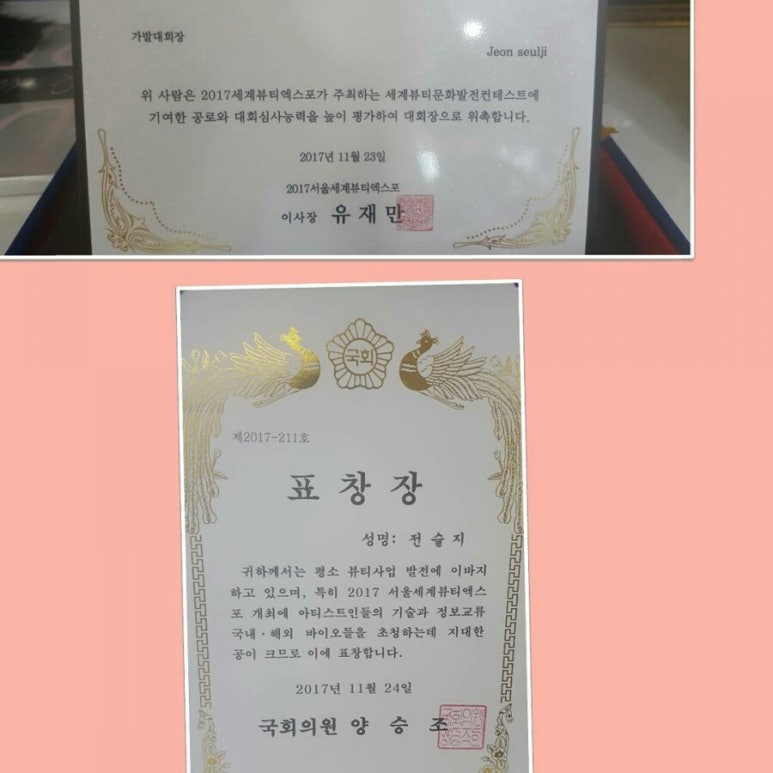 가발대회장
Jeon seulji
위 사람은 2017세계뷰티엑스포가 주최하는 세계뷰티문화발전컨테스트에
기여한 공로와 대회심사능력을 높이 평가하여 대회장으로 위촉합니다.
2017년 11월 23일
2017서울세계뷰티엑스포
이사장 유재만
국회
제2017-211호
표창장
성명: 전슬지
귀하께서는 평소 뷰티사업 발전에 이바지
하고 있으며, 특히 2017 서울세계뷰티엑스
포 개최에 아티스트인들의 기술과 정보교류
국내·해외 바이오들을 초청하는데 지대한
공이 크므로 이에 표창합니다.
2017년 11월 24일
국회의원 양승조